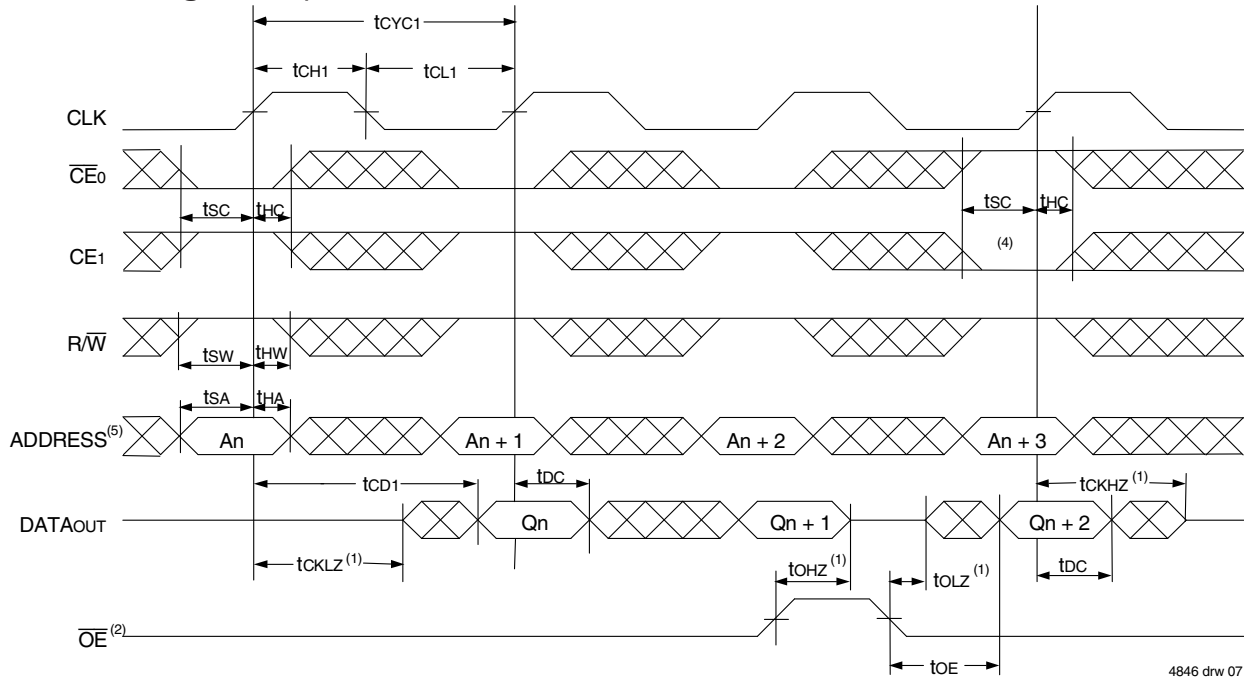 tCYC1
tCH1 tCL1
CLK
CE0
tSC tHC tSC tHC
CE1 (4)
R/W
tSW tHW
tSA tHA
ADDRESS(5) An An + 1 An + 2 An + 3
tCD1 tDC tCKHZ(1)
DATAOUT Qn Qn + 1 Qn + 2
tCKLZ(1) tOHZ(1) tOLZ(1) tDC
OE(2)
tOE
4846 drw 07